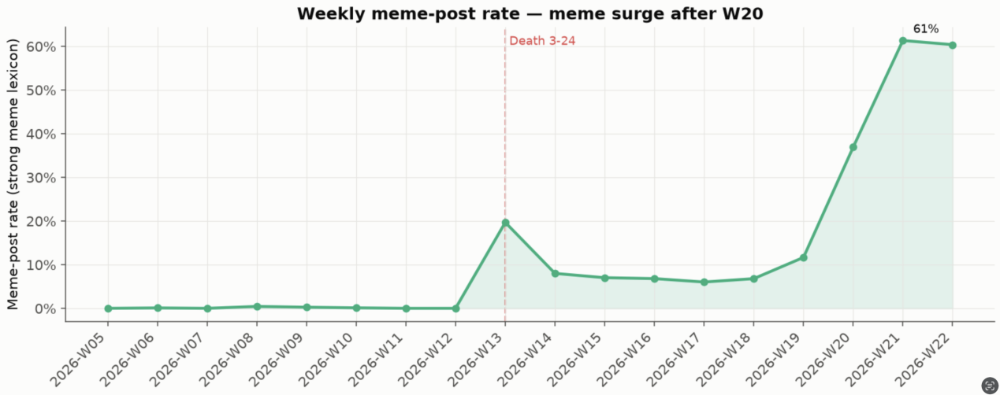 Weekly meme-post rate — meme surge after W20
Meme-post rate (strong meme lexicon)
61%
Death 3-24
60%
50%
40%
30%
20%
10%
0%
2026-W05
2026-W06
2026-W07
2026-W08
2026-W09
2026-W10
2026-W11
2026-W12
2026-W13
2026-W14
2026-W15
2026-W16
2026-W17
2026-W18
2026-W19
2026-W20
2026-W21
2026-W22